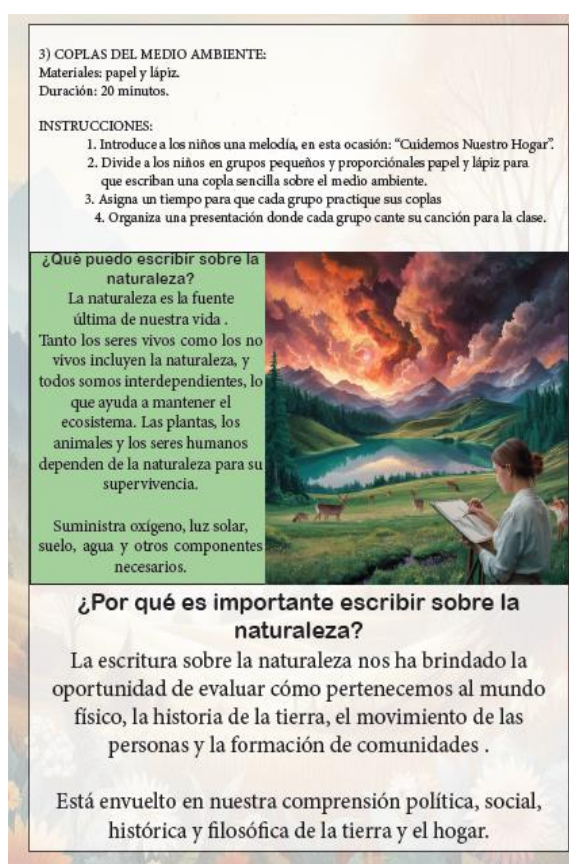 3) COPLAS DEL MEDIO AMBIENTE:
Materiales: papel y lápiz.
Duración: 20 minutos.
INSTRUCCIONES:
1. Introduce a los niños una melodía, en esta ocasión: “Cuidemos Nuestro Hogar”.
2. Divide a los niños en grupos pequeños y proporciónales papel y lápiz para
que escriban una copla sencilla sobre el medio ambiente.
3. Asigna un tiempo para que cada grupo practique sus coplas
4. Organiza una presentación donde cada grupo cante su canción para la clase.
¿Qué puedo escribir sobre la
naturaleza?
La naturaleza es la fuente
última de nuestra vida .
Tanto los seres vivos como los no
vivos incluyen la naturaleza, y
todos somos interdependientes, lo
que ayuda a mantener el
ecosistema. Las plantas, los
animales y los seres humanos
dependen de la naturaleza para su
supervivencia.
Suministra oxígeno, luz solar,
suelo, agua y otros componentes
necesarios.
¿Por qué es importante escribir sobre la
naturaleza?
La escritura sobre la naturaleza nos ha brindado la
oportunidad de evaluar cómo pertenecemos al mundo
físico, la historia de la tierra, el movimiento de las
personas y la formación de comunidades .
Está envuelto en nuestra comprensión política, social,
histórica y filosófica de la tierra y el hogar.